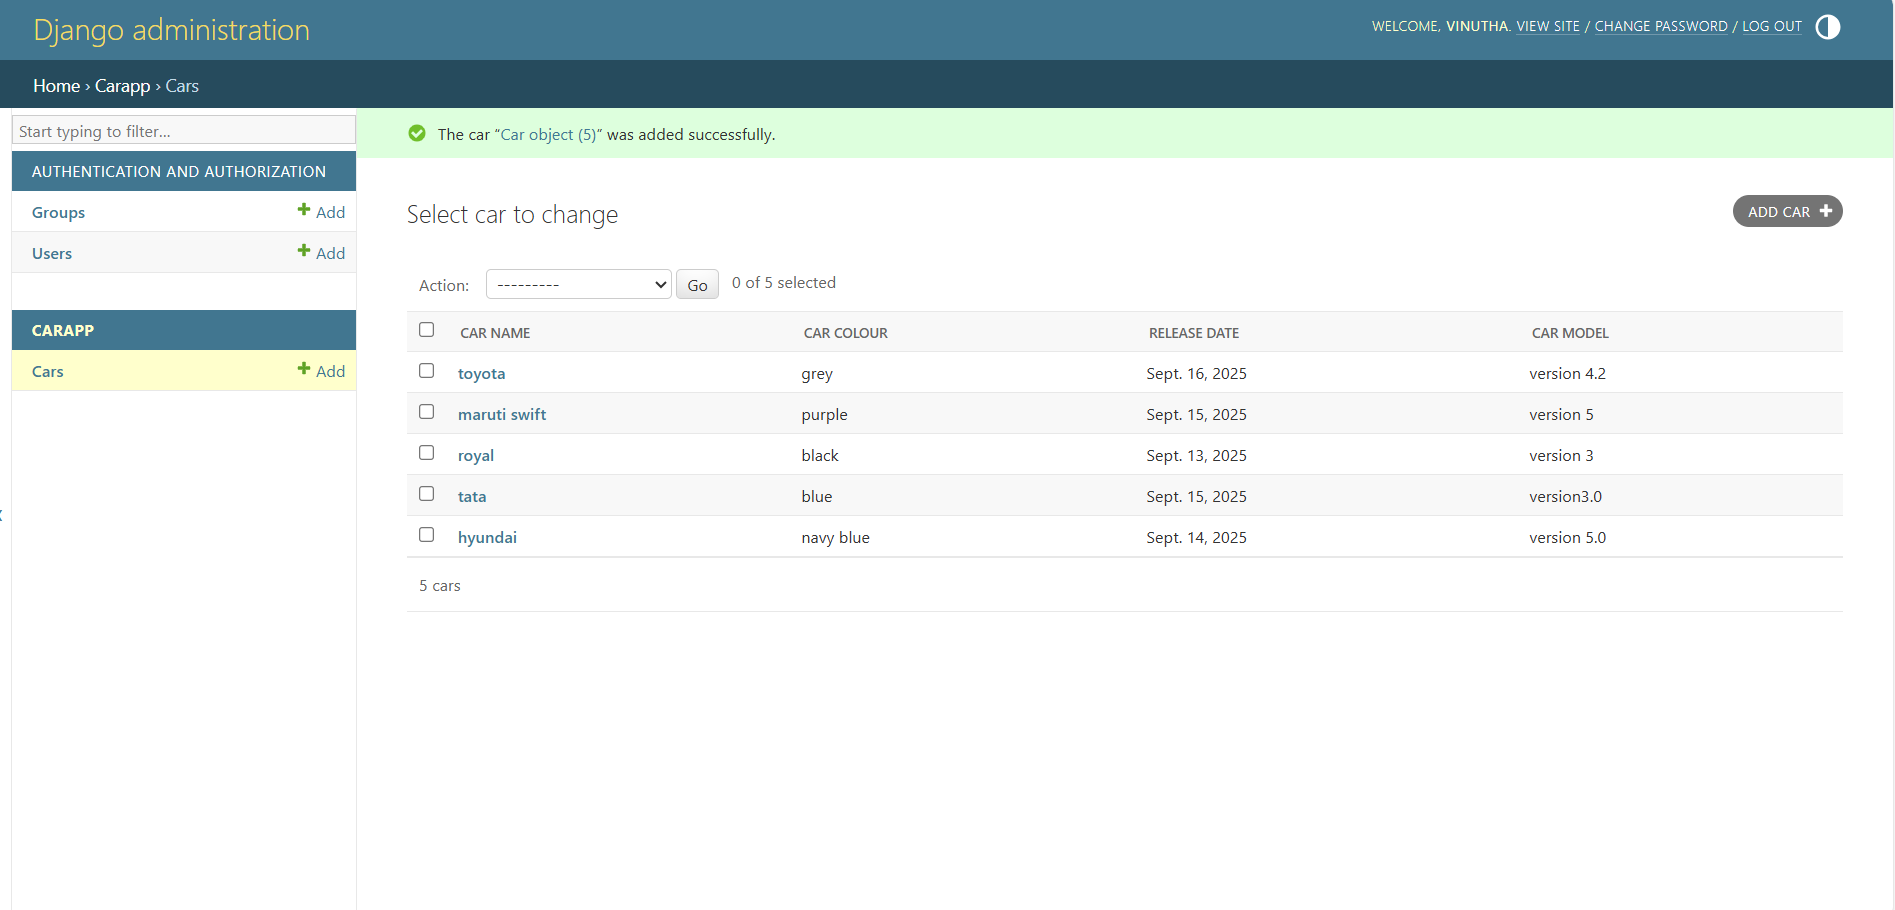 Django administration
WELCOME, VINUTHA. VIEW SITE / CHANGE PASSWORD / LOG OUT
Home › Carapp › Cars
Start typing to filter...
AUTHENTICATION AND AUTHORIZATION
Groups + Add
Users + Add
CARAPP
Cars + Add
The car “Car object (5)” was added successfully.
Select car to change
ADD CAR +
Action: --------- Go 0 of 5 selected
CAR NAME CAR COLOUR RELEASE DATE CAR MODEL
toyota grey Sept. 16, 2025 version 4.2
maruti swift purple Sept. 15, 2025 version 5
royal black Sept. 13, 2025 version 3
tata blue Sept. 15, 2025 version3.0
hyundai navy blue Sept. 14, 2025 version 5.0
5 cars